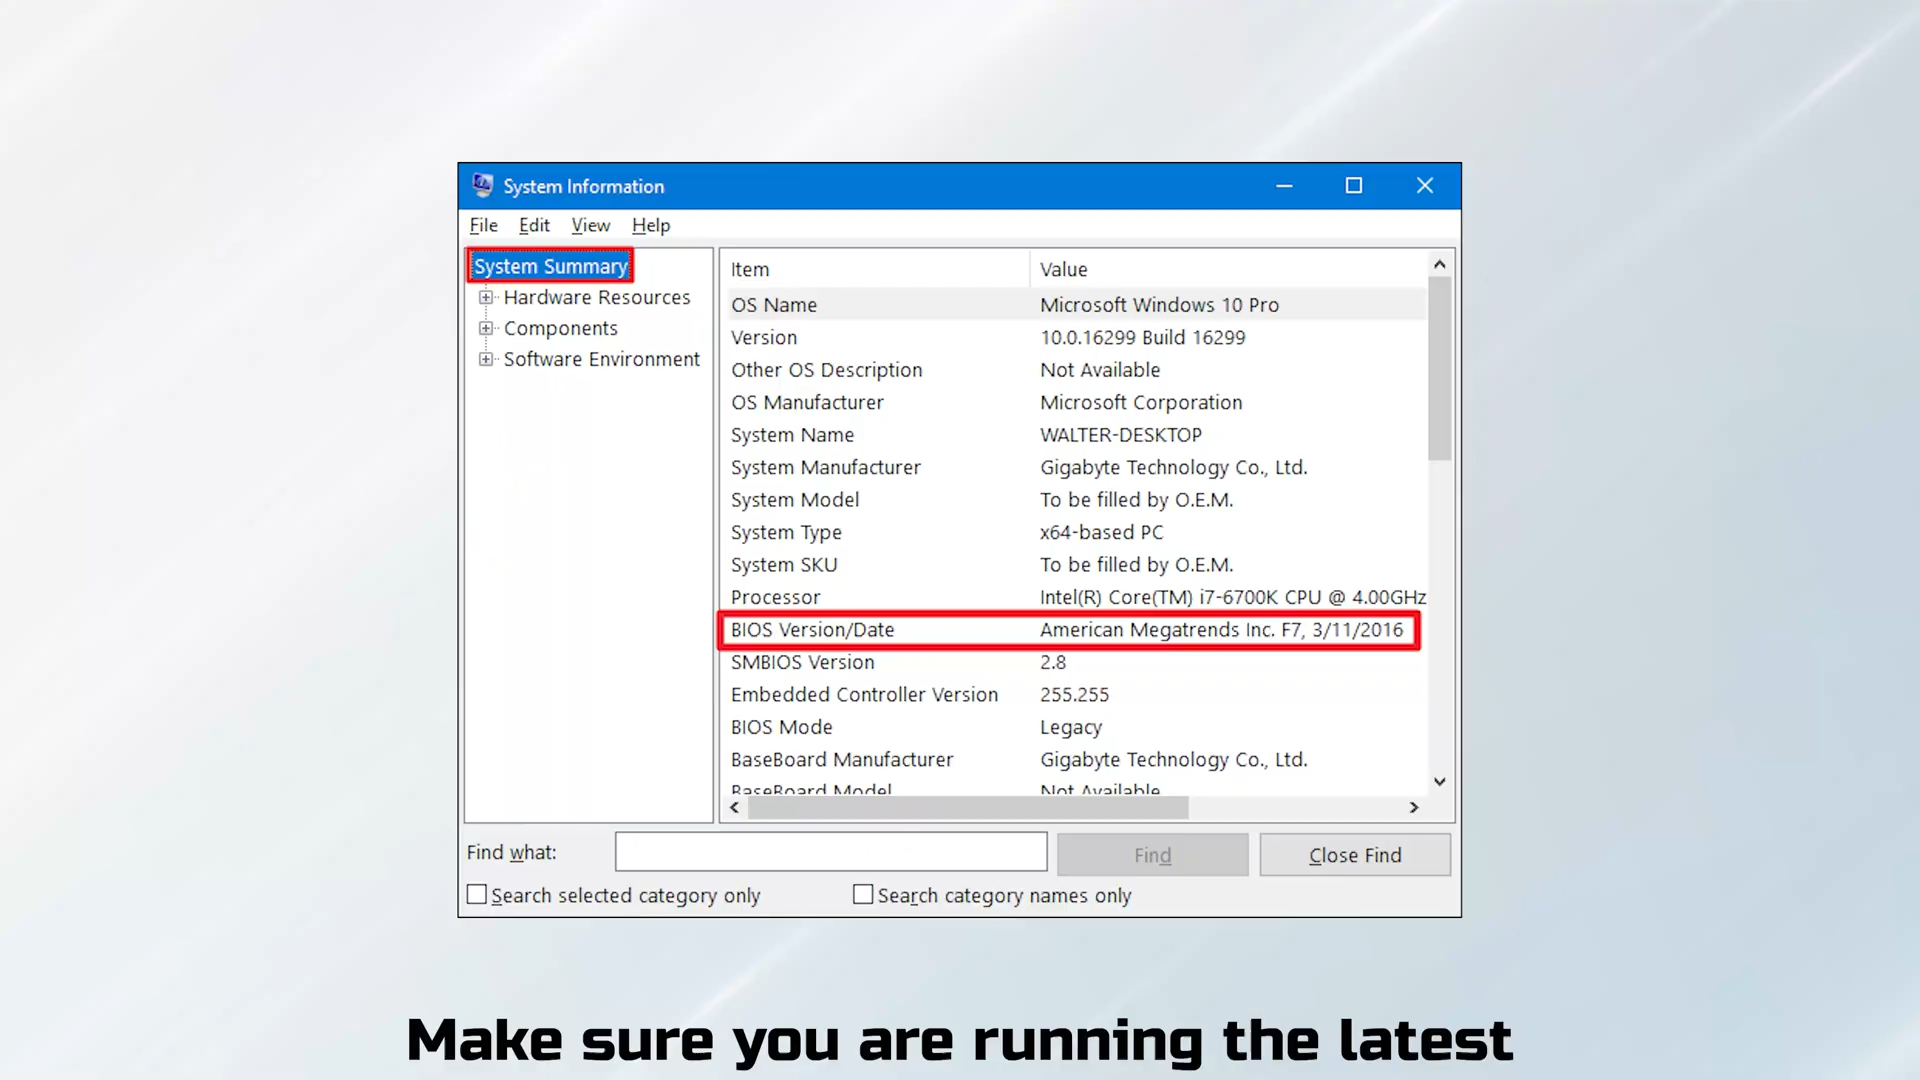 System Information
File Edit View Help
System Summary
Hardware Resources
Components
Software Environment
Item Value
OS Name Microsoft Windows 10 Pro
Version 10.0.16299 Build 16299
Other OS Description Not Available
OS Manufacturer Microsoft Corporation
System Name WALTER-DESKTOP
System Manufacturer Gigabyte Technology Co., Ltd.
System Model To be filled by O.E.M.
System Type x64-based PC
System SKU To be filled by O.E.M.
Processor Intel(R) Core(TM) i7-6700K CPU @ 4.00GHz
BIOS Version/Date American Megatrends Inc. F7, 3/11/2016
SMBIOS Version 2.8
Embedded Controller Version 255.255
BIOS Mode Legacy
BaseBoard Manufacturer Gigabyte Technology Co., Ltd.
BaseBoard Model Not Available
Find what: Find Close Find
Search selected category only Search category names only
Make sure you are running the latest